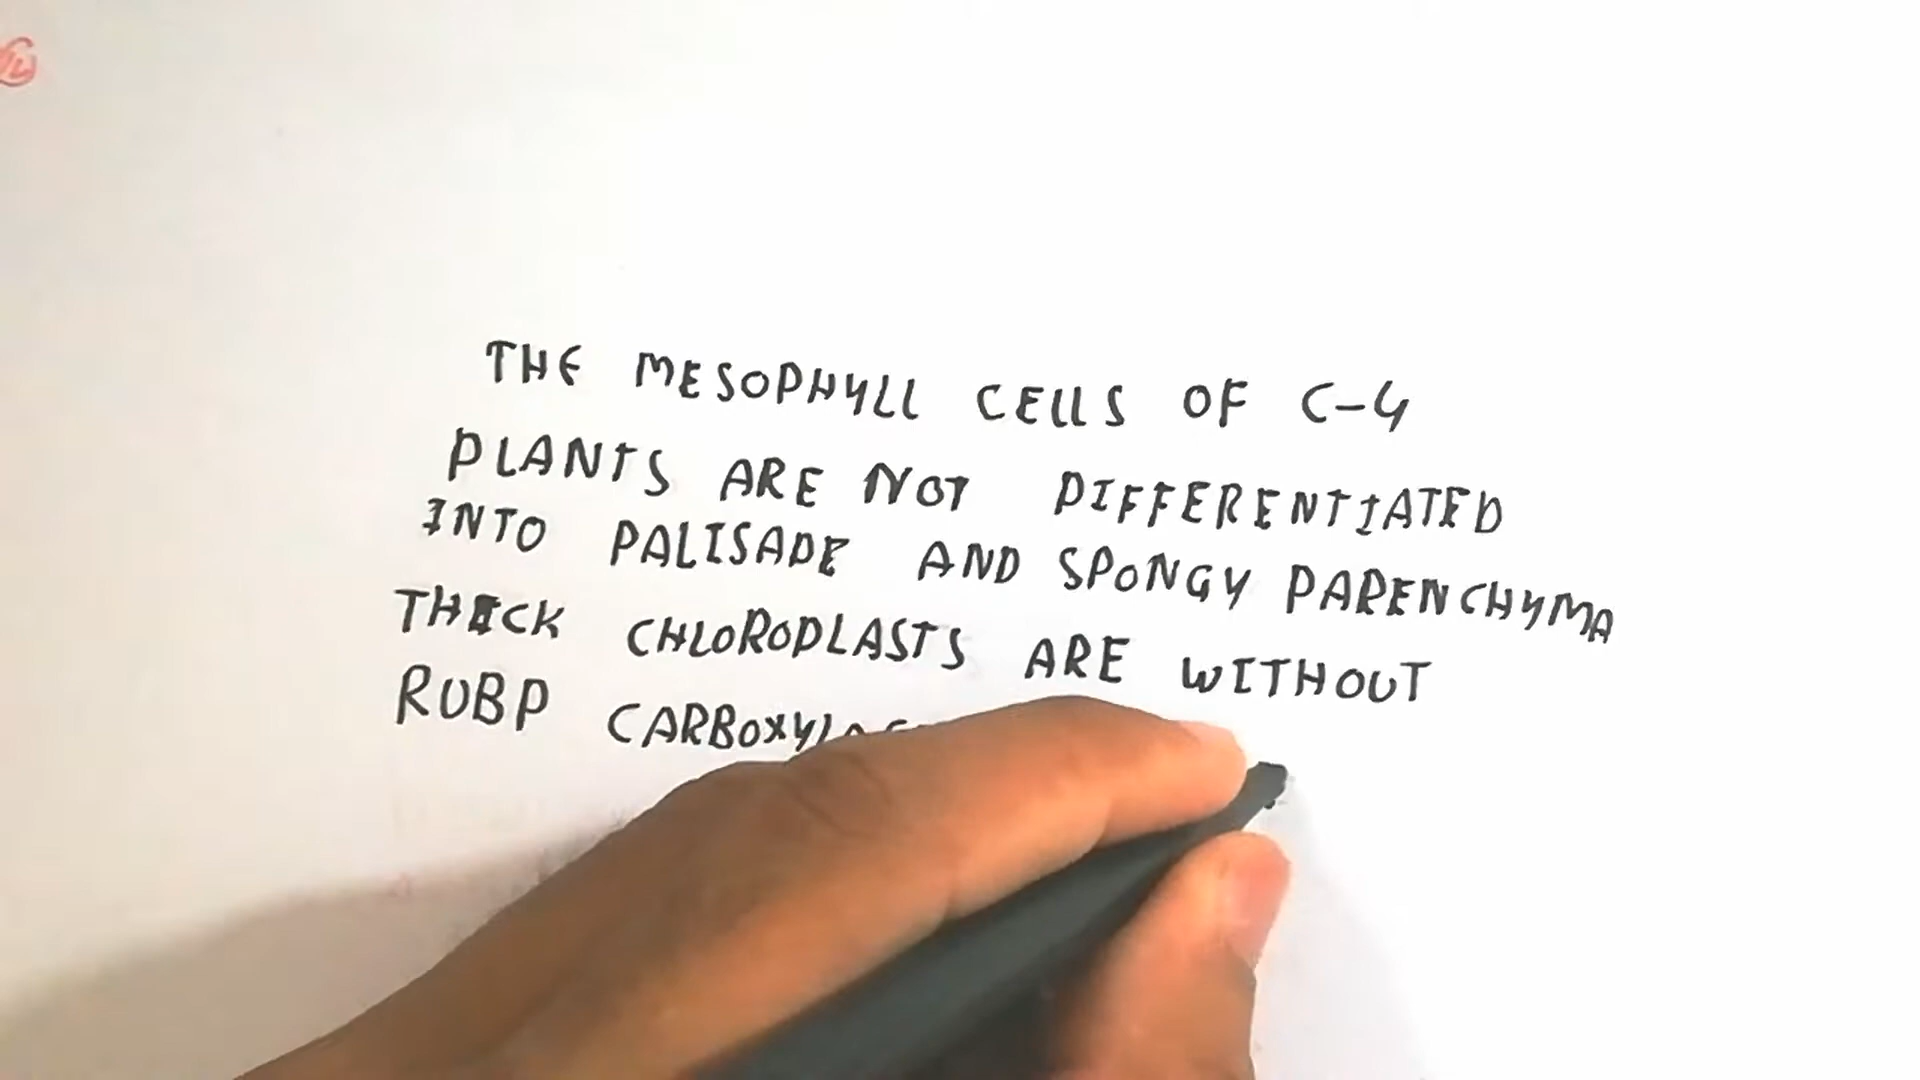 THE MESOPHYLL CELLS OF C-4
PLANTS ARE NOT DIFFERENTIATED
INTO PALISADE AND SPONGY PARENCHYMA
THICK CHLOROPLASTS ARE WITHOUT
RUBP